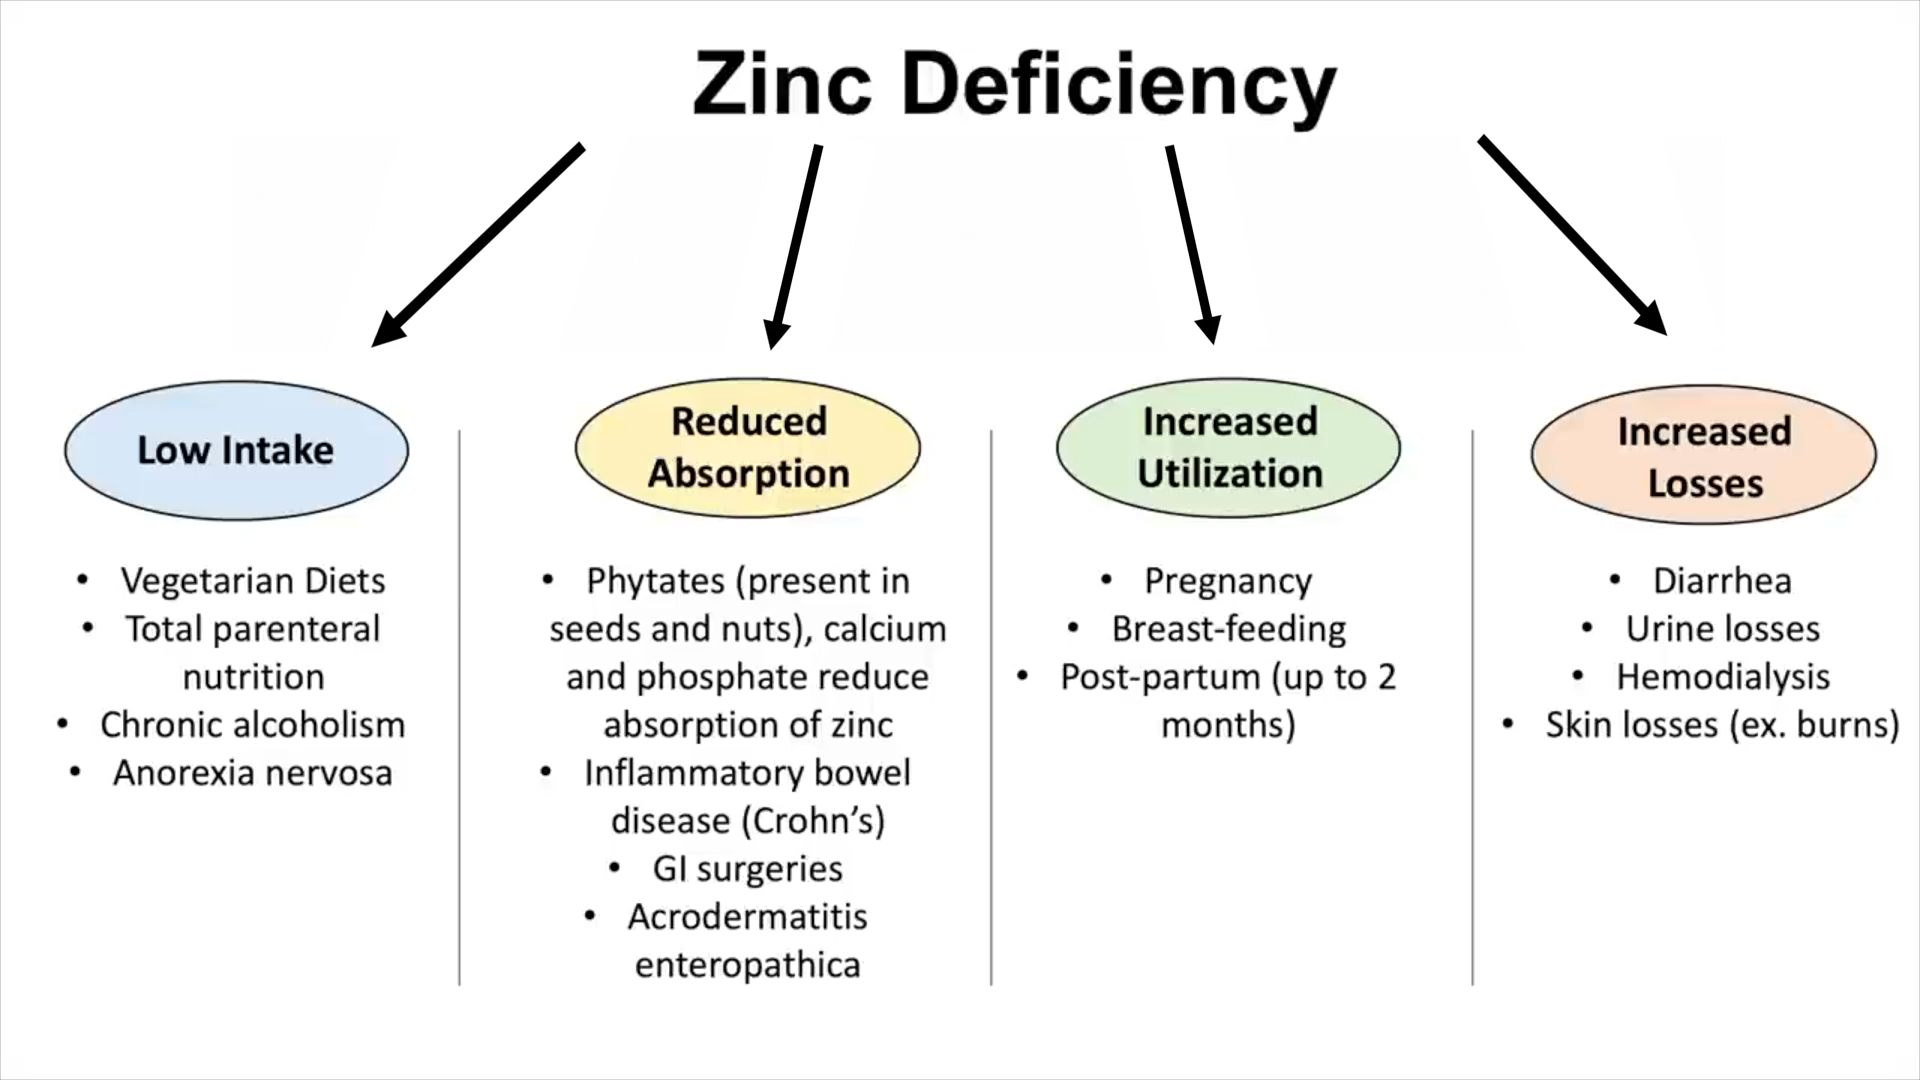 Zinc Deficiency
Low Intake
• Vegetarian Diets
• Total parenteral
nutrition
• Chronic alcoholism
• Anorexia nervosa
Reduced
Absorption
• Phytates (present in
seeds and nuts), calcium
and phosphate reduce
absorption of zinc
• Inflammatory bowel
disease (Crohn’s)
• GI surgeries
• Acrodermatitis
enteropathica
Increased
Utilization
• Pregnancy
• Breast-feeding
• Post-partum (up to 2
months)
Increased
Losses
• Diarrhea
• Urine losses
• Hemodialysis
• Skin losses (ex. burns)